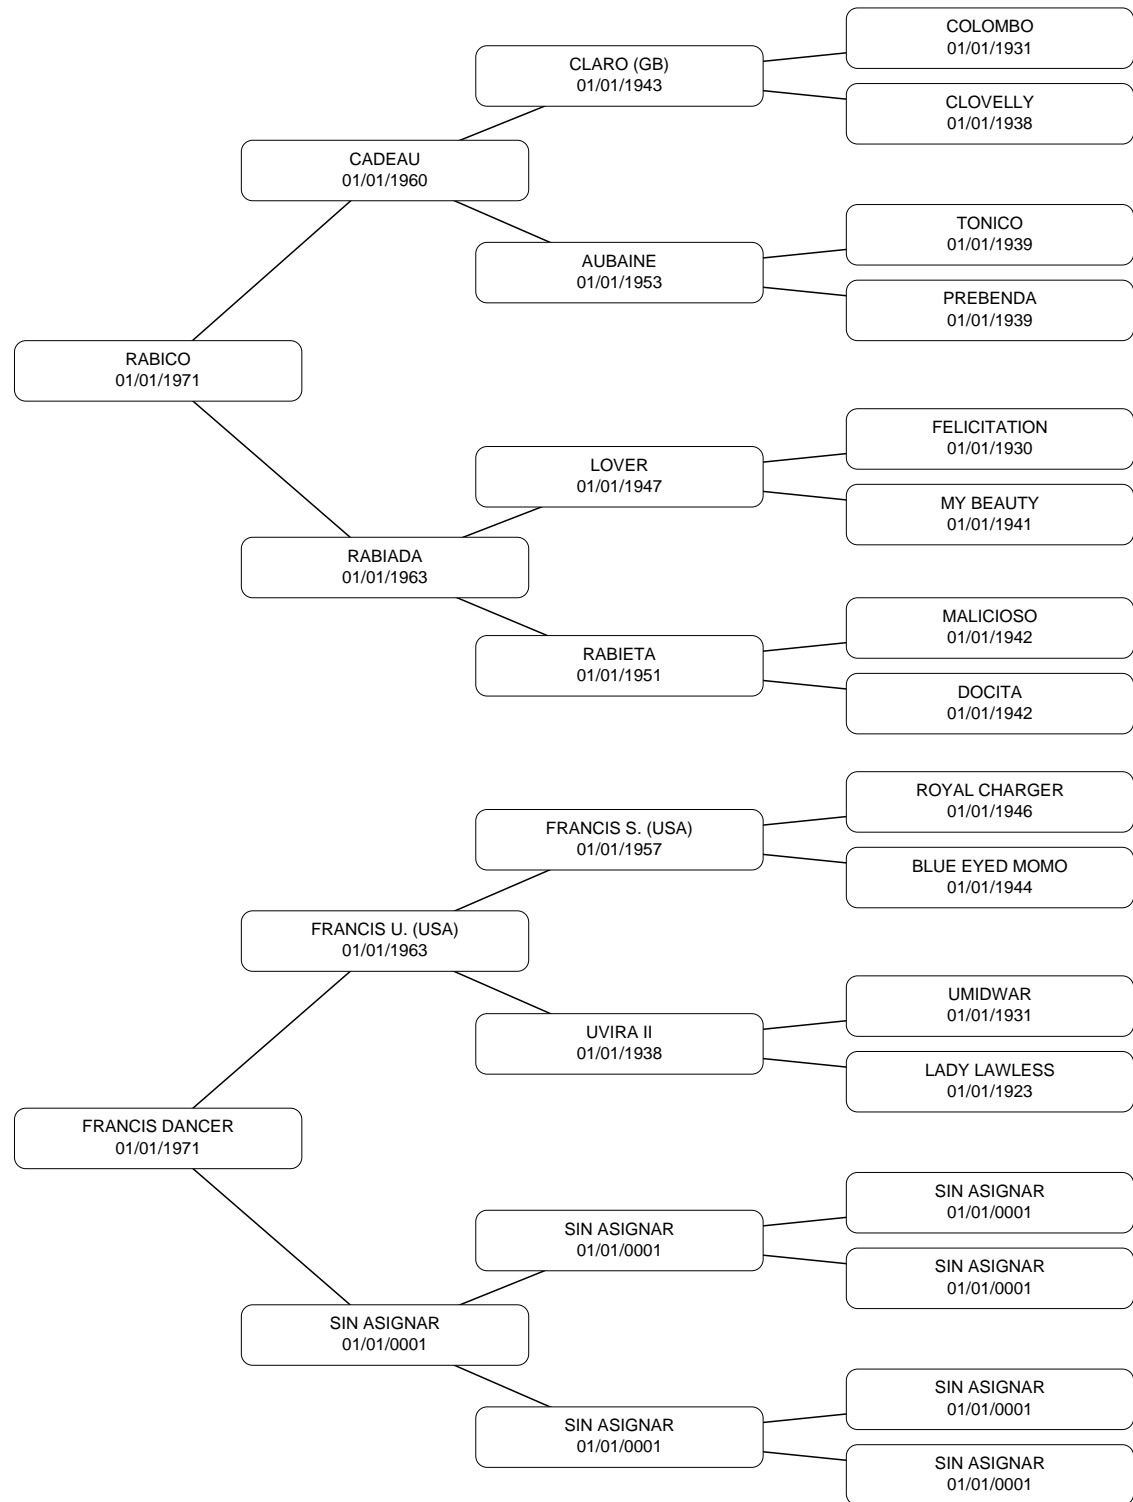 COLOMBO
01/01/1931
CLARO (GB)
01/01/1943
CLOVELLY
01/01/1938
CADEAU
01/01/1960
TONICO
01/01/1939
AUBAINE
01/01/1953
PREBENDA
01/01/1939
RABICO
01/01/1971
FELICITATION
01/01/1930
LOVER
01/01/1947
MY BEAUTY
01/01/1941
RABIADA
01/01/1963
MALICIOSO
01/01/1942
RABIETA
01/01/1951
DOCITA
01/01/1942
ROYAL CHARGER
01/01/1946
FRANCIS S. (USA)
01/01/1957
BLUE EYED MOMO
01/01/1944
FRANCIS U. (USA)
01/01/1963
UMIDWAR
01/01/1931
UVIRA II
01/01/1938
LADY LAWLESS
01/01/1923
FRANCIS DANCER
01/01/1971
SIN ASIGNAR
01/01/0001
SIN ASIGNAR
01/01/0001
SIN ASIGNAR
01/01/0001
SIN ASIGNAR
01/01/0001
SIN ASIGNAR
01/01/0001
SIN ASIGNAR
01/01/0001
SIN ASIGNAR
01/01/0001